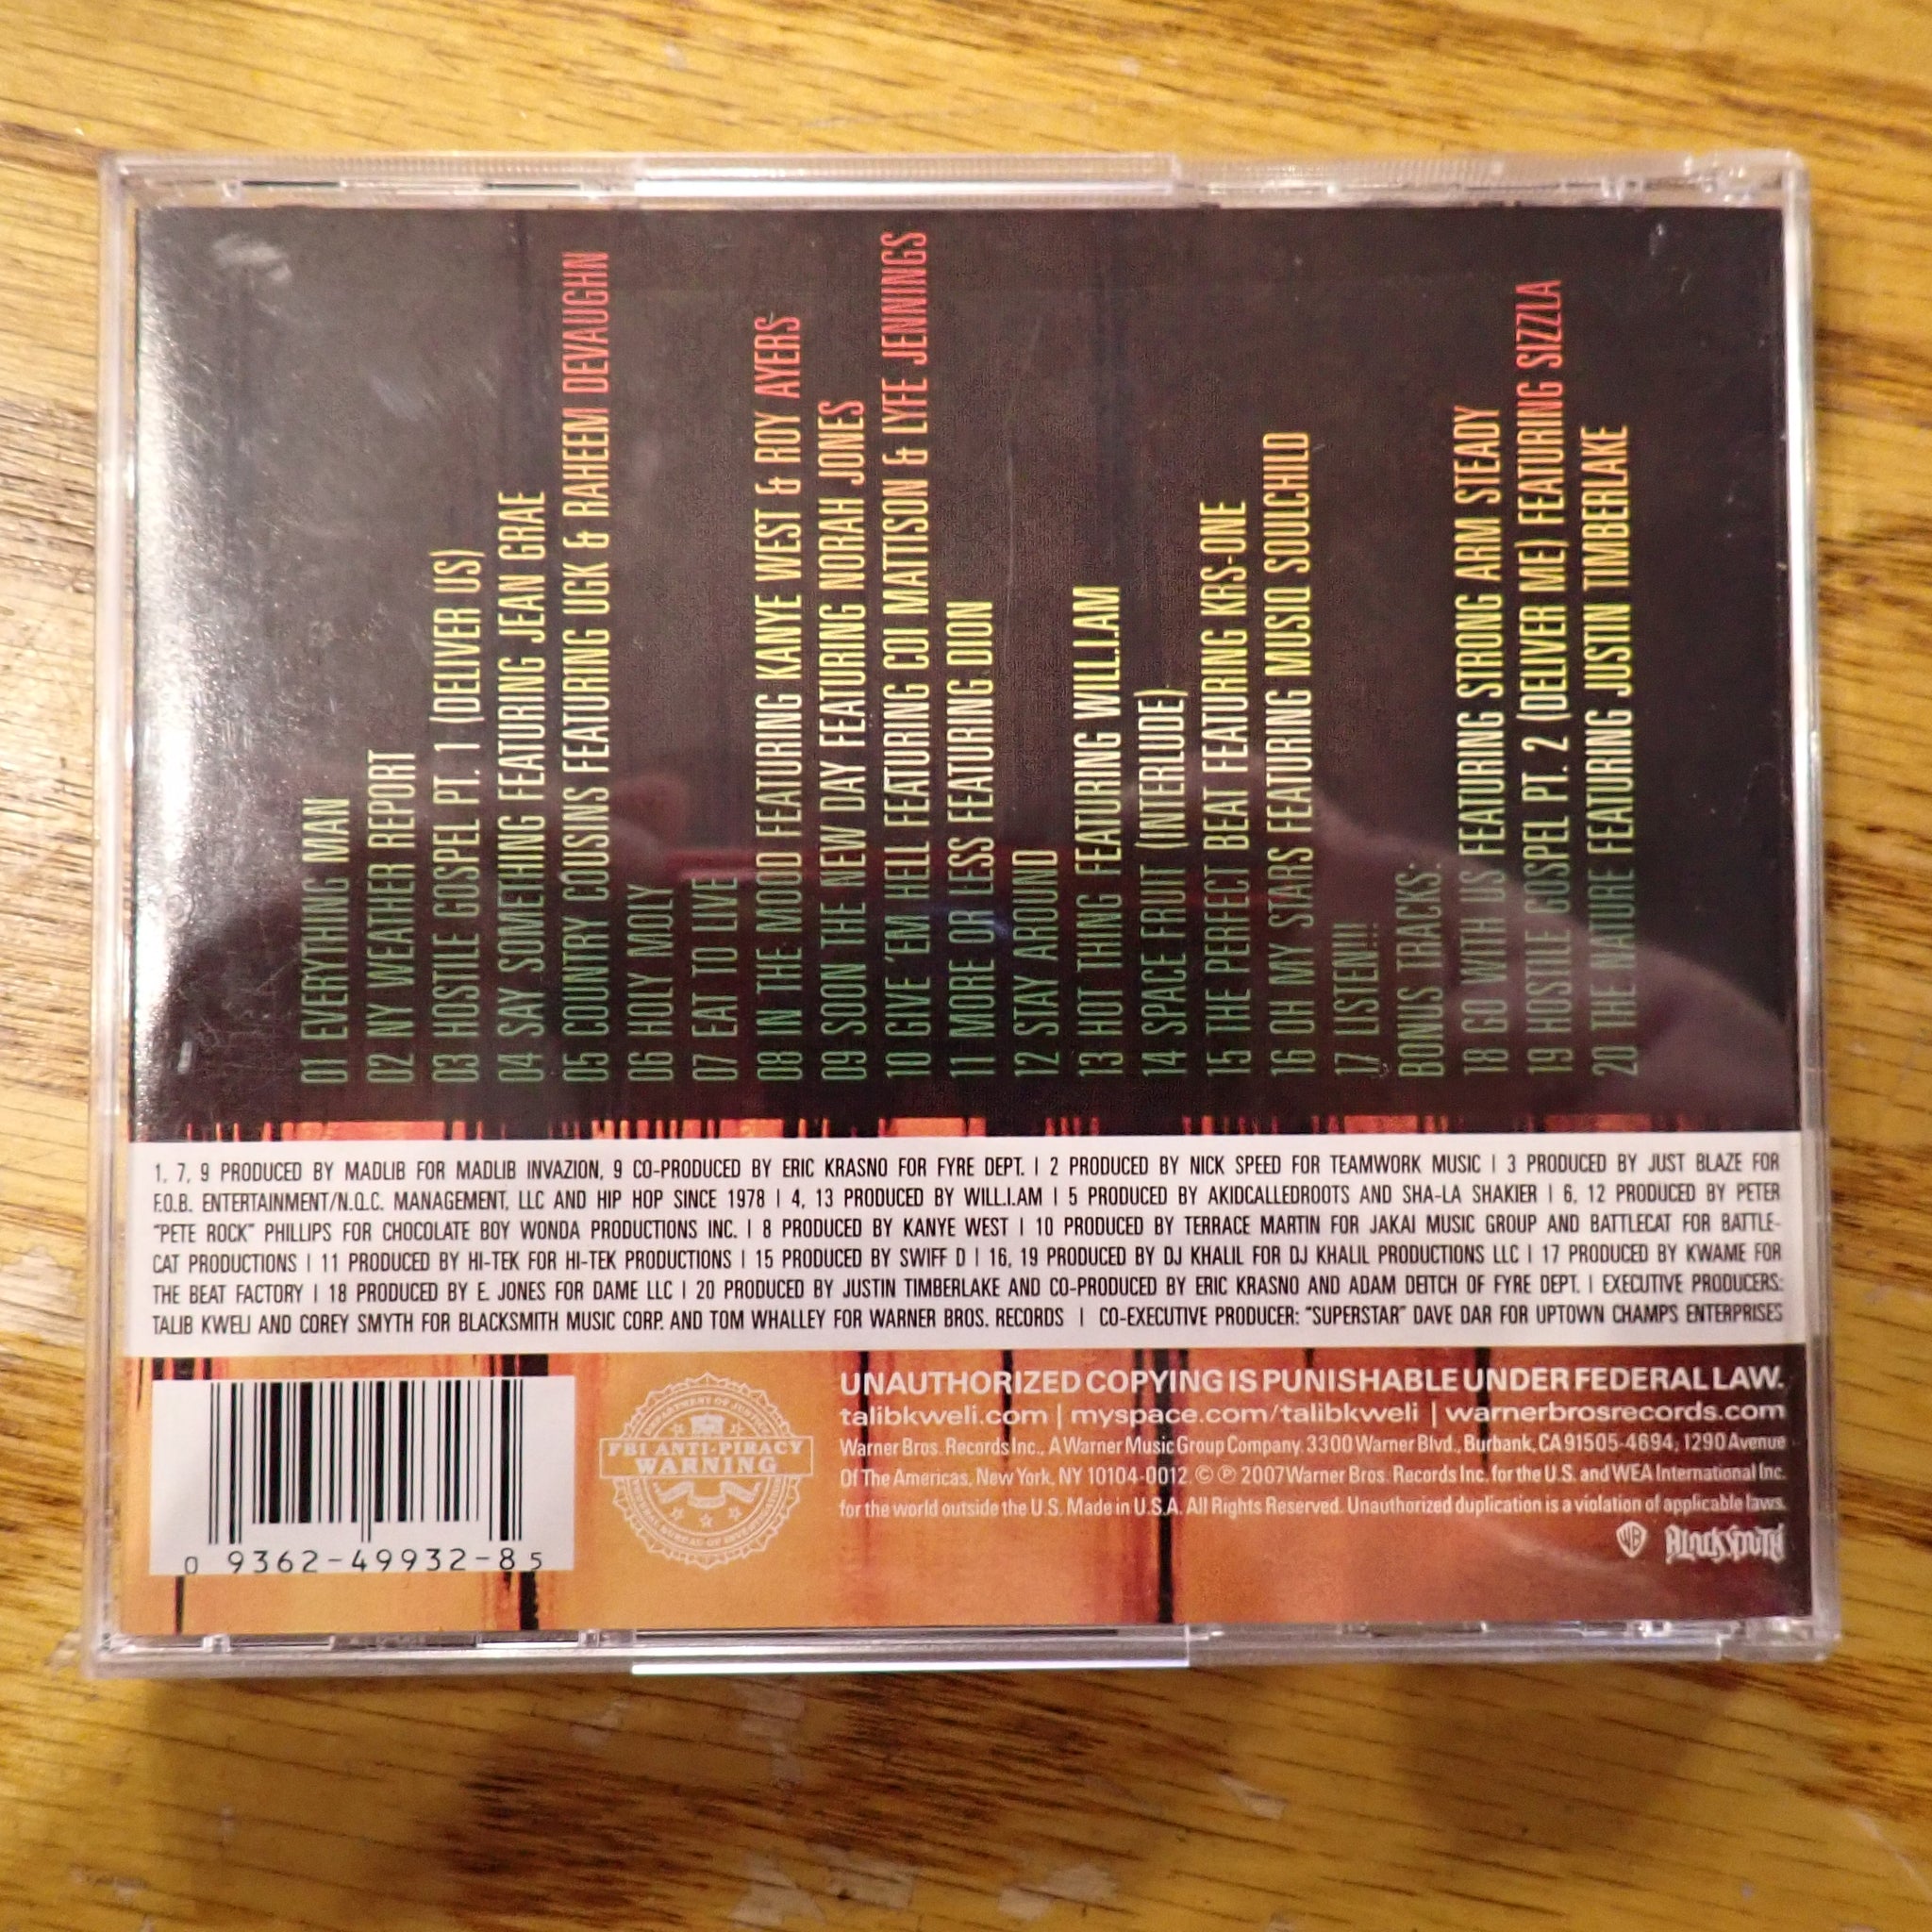 01 EVERYTHING MAN
02 NY WEATHER REPORT
03 HOSTILE GOSPEL PT. 1 (DELIVER US)
04 SAY SOMETHING FEATURING JEAN GRAE
05 COUNTRY COUSINS FEATURING UGK & RAHEEM DEVAUGHN
06 HOLY MOLY
07 EAT TO LIVE
08 IN THE MOOD FEATURING KANYE WEST & ROY AYERS
09 SOON THE NEW DAY FEATURING NORAH JONES
10 GIVE 'EM HELL FEATURING COI MATTISON & LYFE JENNINGS
11 MORE OR LESS FEATURING DION
12 STAY AROUND
13 HOT THING FEATURING WILL.I.AM
14 SPACE FRUIT (INTERLUDE)
15 THE PERFECT BEAT FEATURING KRS-ONE
16 OH MY STARS FEATURING MUSIQ SOULCHILD
17 LISTEN!!!
BONUS TRACKS:
18 GO WITH US FEATURING STRONG ARM STEADY
19 HOSTILE GOSPEL PT. 2 (DELIVER ME) FEATURING SIZZLA
20 THE NATURE FEATURING JUSTIN TIMBERLAKE
1, 7, 9 PRODUCED BY MADLIB FOR MADLIB INVAZION, 9 CO-PRODUCED BY ERIC KRASNO FOR FYRE DEPT. | 2 PRODUCED BY NICK SPEED FOR TEAMWORK MUSIC | 3 PRODUCED BY JUST BLAZE FOR
F.O.B. ENTERTAINMENT/N.Q.C. MANAGEMENT, LLC AND HIP HOP SINCE 1978 | 4, 13 PRODUCED BY WILL.I.AM | 5 PRODUCED BY AKIDCALLEDROOTS AND SHA-LA SHAKIER | 6, 12 PRODUCED BY PETER
"PETE ROCK" PHILLIPS FOR CHOCOLATE BOY WONDA PRODUCTIONS INC. | 8 PRODUCED BY KANYE WEST | 10 PRODUCED BY TERRACE MARTIN FOR JAKAI MUSIC GROUP AND BATTLECAT FOR BATTLE-
CAT PRODUCTIONS | 11 PRODUCED BY HI-TEK FOR HI-TEK PRODUCTIONS | 15 PRODUCED BY SWIFF D | 16, 19 PRODUCED BY DJ KHALIL FOR DJ KHALIL PRODUCTIONS LLC | 17 PRODUCED BY KWAME FOR
THE BEAT FACTORY | 18 PRODUCED BY E. JONES FOR DAME LLC | 20 PRODUCED BY JUSTIN TIMBERLAKE AND CO-PRODUCED BY ERIC KRASNO AND ADAM DEITCH OF FYRE DEPT. | EXECUTIVE PRODUCERS:
TALIB KWELI AND COREY SMYTH FOR BLACKSMITH MUSIC CORP. AND TOM WHALLEY FOR WARNER BROS. RECORDS | CO-EXECUTIVE PRODUCER: "SUPERSTAR" DAVE DAR FOR UPTOWN CHAMPS ENTERPRISES
0 9362-49932-8 5
DEPARTMENT OF JUSTICE
FBI ANTI-PIRACY
WARNING
FEDERAL BUREAU OF INVESTIGATION
UNAUTHORIZED COPYING IS PUNISHABLE UNDER FEDERAL LAW.
talibkweli.com | myspace.com/talibkweli | warnerbrosrecords.com
Warner Bros. Records Inc., A Warner Music Group Company. 3300 Warner Blvd., Burbank, CA 91505-4694; 1290 Avenue
Of The Americas, New York, NY 10104-0012. © ℗ 2007 Warner Bros. Records Inc. for the U.S. and WEA International Inc.
for the world outside the U.S. Made in U.S.A. All Rights Reserved. Unauthorized duplication is a violation of applicable laws.
WB BLACKSMITH